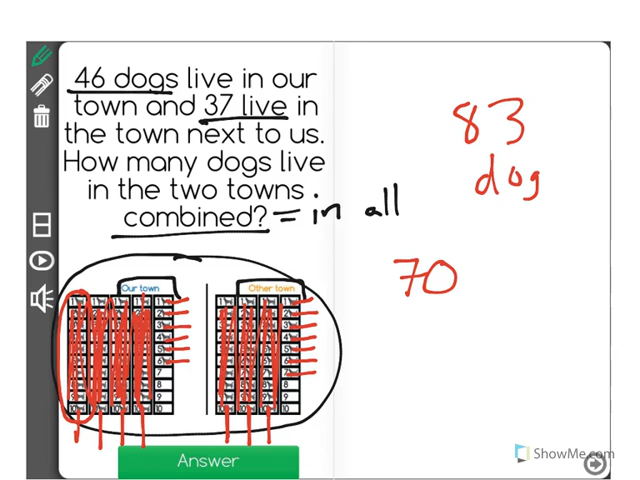 46 dogs live in our
town and 37 live in
the town next to us.
How many dogs live
in the two towns
combined? = in all
83
dog
70
Our town
Other town
Answer
ShowMe.com